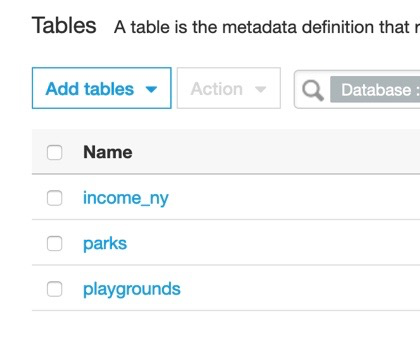 Tables A table is the metadata definition that
Add tables Action Database :
Name
income_ny
parks
playgrounds